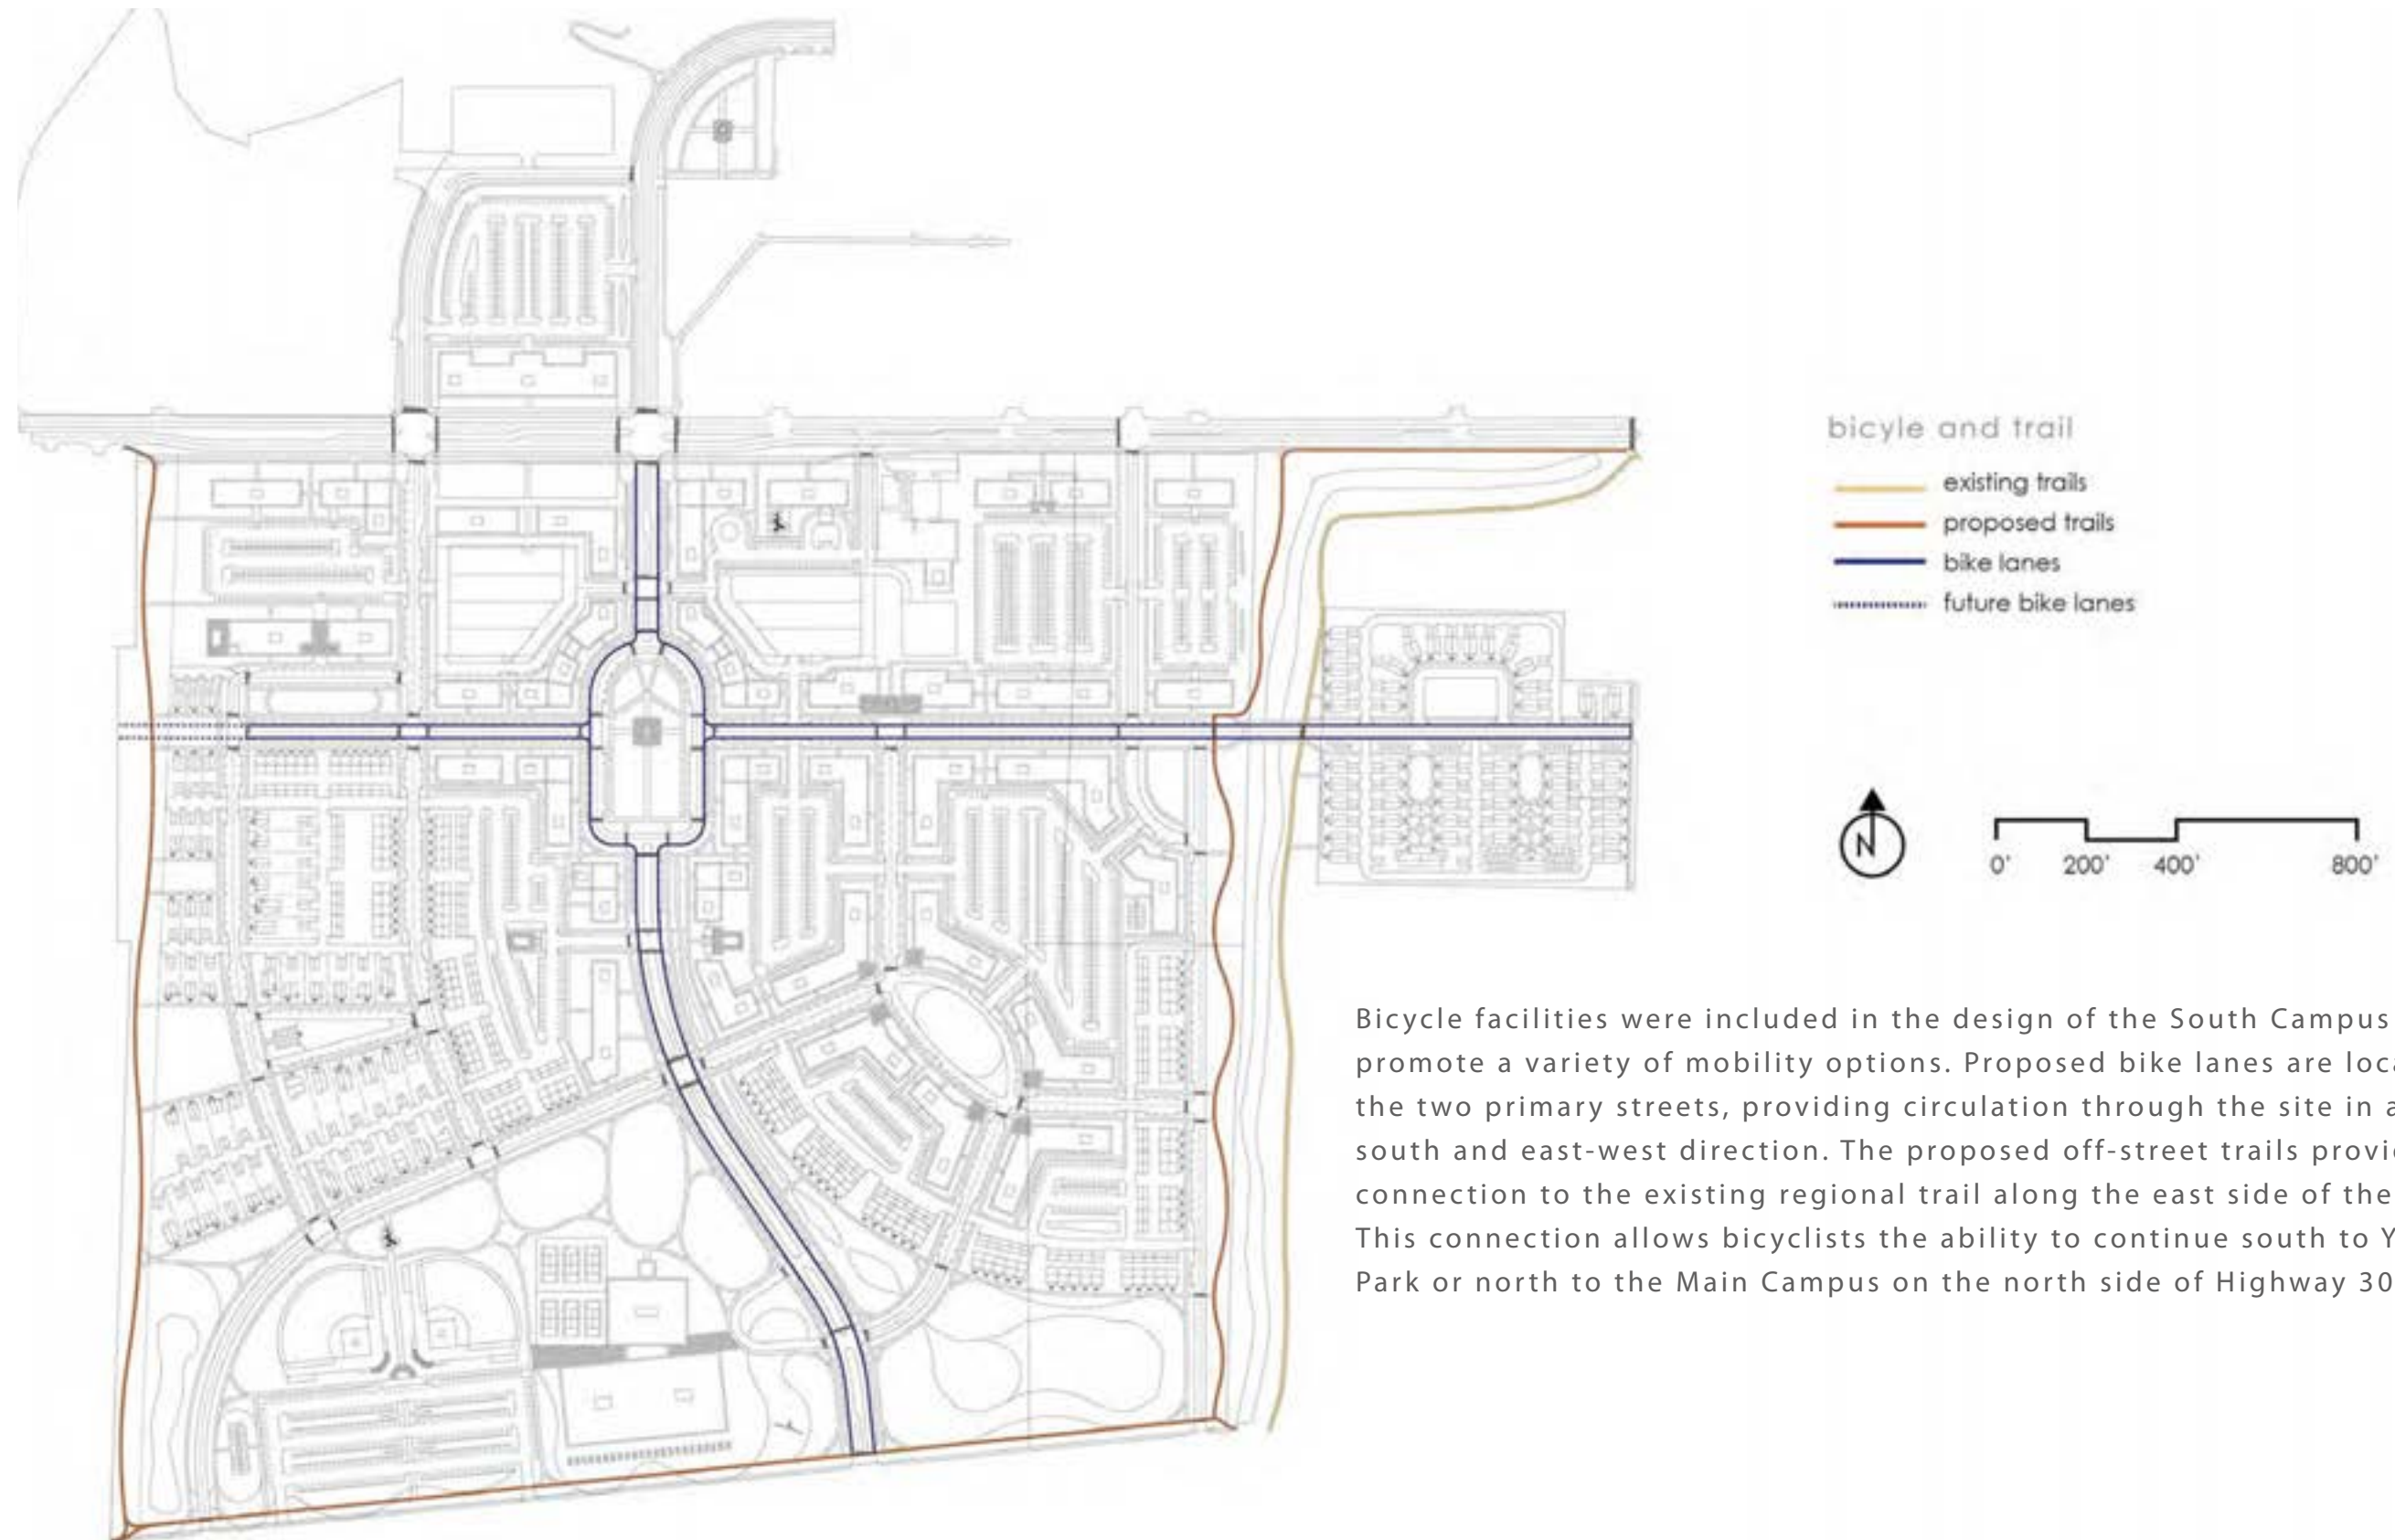 bicyle and trail
existing trails
proposed trails
bike lanes
future bike lanes
N
0' 200' 400' 800'
Bicycle facilities were included in the design of the South Campus
promote a variety of mobility options. Proposed bike lanes are
the two primary streets, providing circulation through the site in
south and east-west direction. The proposed off-street trails
connection to the existing regional trail along the east side of the
This connection allows bicyclists the ability to continue south to
Park or north to the Main Campus on the north side of Highway 30